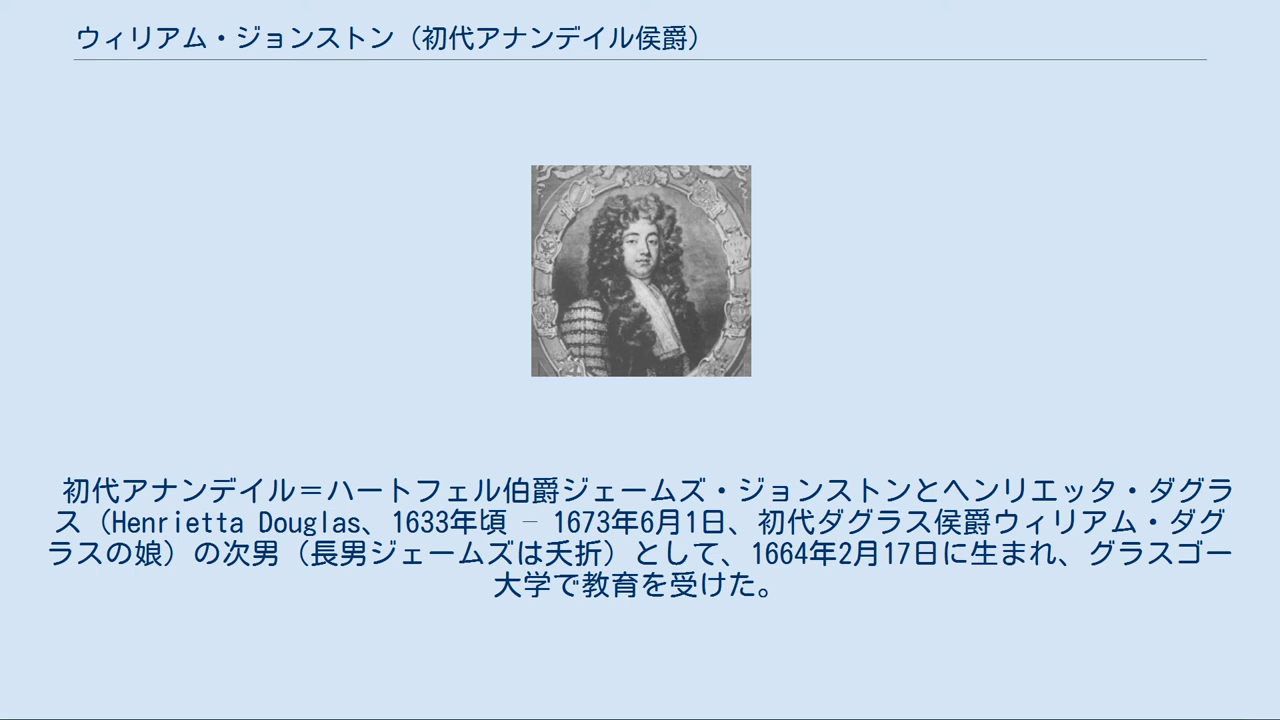 ウィリアム・ジョンストン（初代アナンデイル侯爵）
初代アナンデイル＝ハートフェル伯爵ジェームズ・ジョンストンとヘンリエッタ・ダグラ
ス（Henrietta Douglas、1633年頃 – 1673年6月1日、初代ダグラス侯爵ウィリアム・ダグ
ラスの娘）の次男（長男ジェームズは夭折）として、1664年2月17日に生まれ、グラスゴー
大学で教育を受けた。